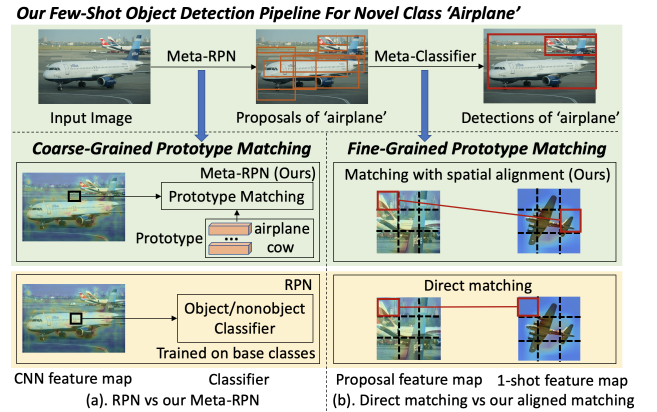 Our Few-Shot Object Detection Pipeline For Novel Class ‘Airplane’
Meta-RPN
Meta-Classifier
Input Image
Proposals of ‘airplane’
Detections of ‘airplane’
Coarse-Grained Prototype Matching
Meta-RPN (Ours)
Prototype Matching
Prototype
airplane
...
cow
RPN
Object/nonobject
Classifier
Trained on base classes
CNN feature map
Classifier
(a). RPN vs our Meta-RPN
Fine-Grained Prototype Matching
Matching with spatial alignment (Ours)
Direct matching
Proposal feature map
1-shot feature map
(b). Direct matching vs our aligned matching